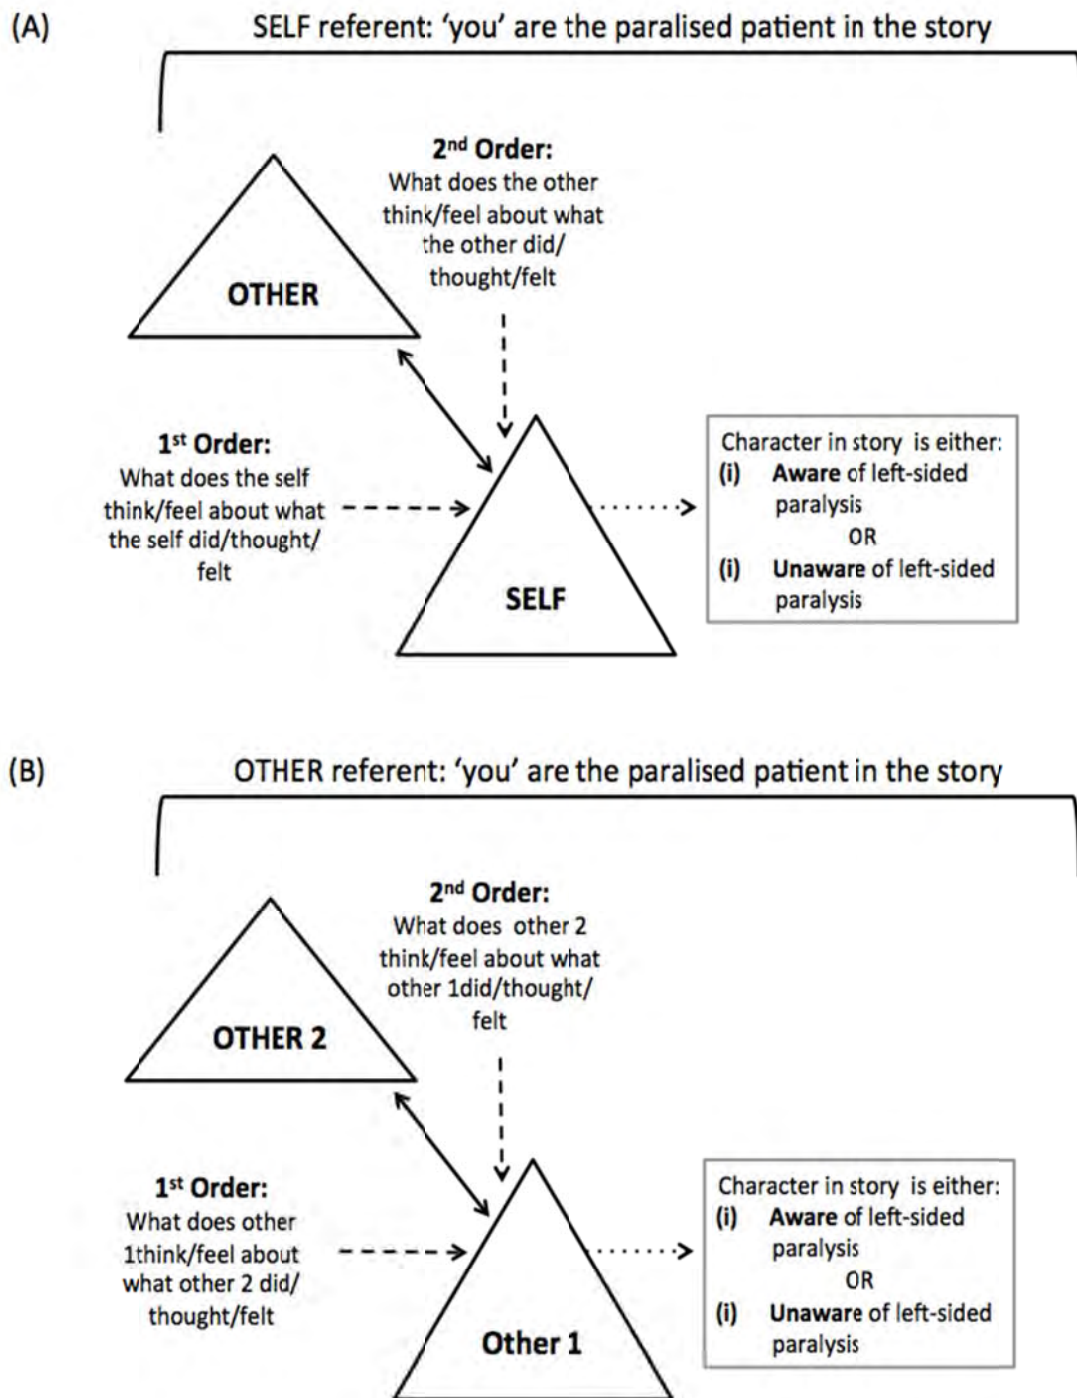 (A)
SELF referent: ‘you’ are the paralised patient in the story
2nd Order:
What does the other
think/feel about what
the other did/
thought/felt
OTHER
1st Order:
What does the self
think/feel about what
the self did/thought/
felt
SELF
Character in story is either:
(i) Aware of left-sided
paralysis
OR
(i) Unaware of left-sided
paralysis
(B)
OTHER referent: ‘you’ are the paralised patient in the story
2nd Order:
What does other 2
think/feel about what
other 1did/thought/
felt
OTHER 2
1st Order:
What does other
1think/feel about
what other 2 did/
thought/felt
Other 1
Character in story is either:
(i) Aware of left-sided
paralysis
OR
(i) Unaware of left-sided
paralysis